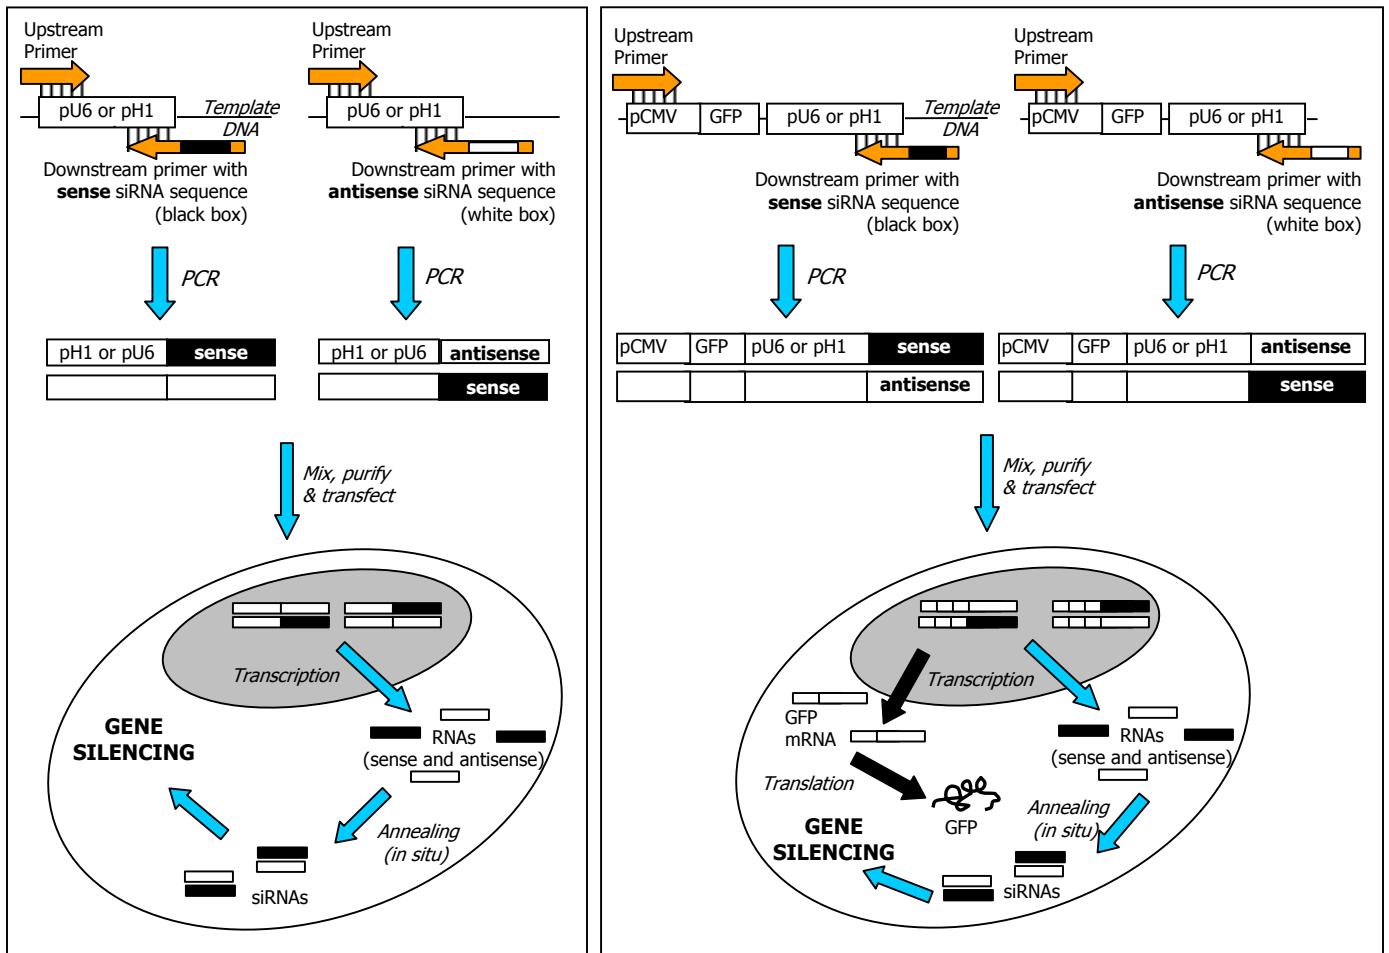 Upstream
Primer
pU6 or pH1
Template
DNA
Downstream primer with
sense siRNA sequence
(black box)
Upstream
Primer
pU6 or pH1
Downstream primer with
antisense siRNA sequence
(white box)
PCR
PCR
pH1 or pU6
sense
pH1 or pU6
antisense
sense
Mix, purify
& transfect
Transcription
RNAs
(sense and antisense)
Annealing
(in situ)
siRNAs
GENE
SILENCING
Upstream
Primer
pCMV
GFP
pU6 or pH1
Template
DNA
Downstream primer with
sense siRNA sequence
(black box)
Upstream
Primer
pCMV
GFP
pU6 or pH1
Downstream primer with
antisense siRNA sequence
(white box)
PCR
PCR
pCMV
GFP
pU6 or pH1
sense
antisense
pCMV
GFP
pU6 or pH1
antisense
sense
Mix, purify
& transfect
Transcription
GFP
mRNA
RNAs
(sense and antisense)
Translation
GFP
Annealing
(in situ)
siRNAs
GENE
SILENCING